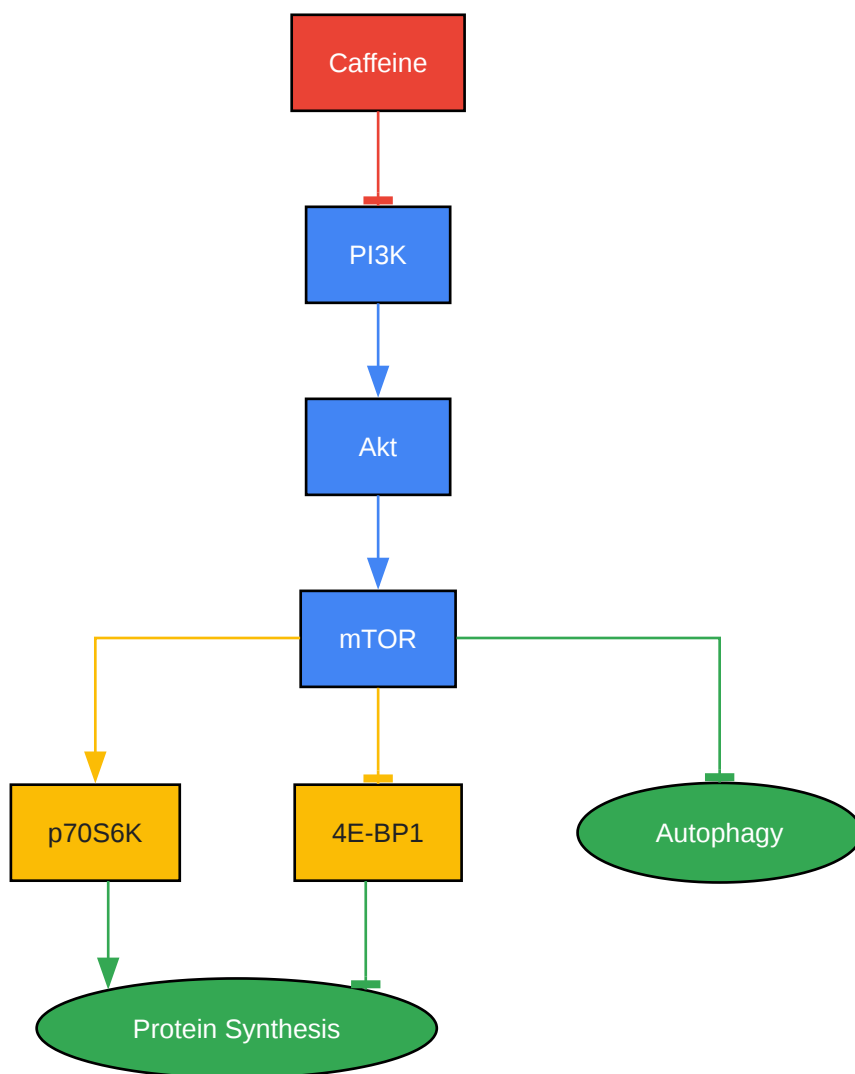 Caffeine
PI3K
Akt
mTOR
p70S6K
4E-BP1
Autophagy
Protein Synthesis